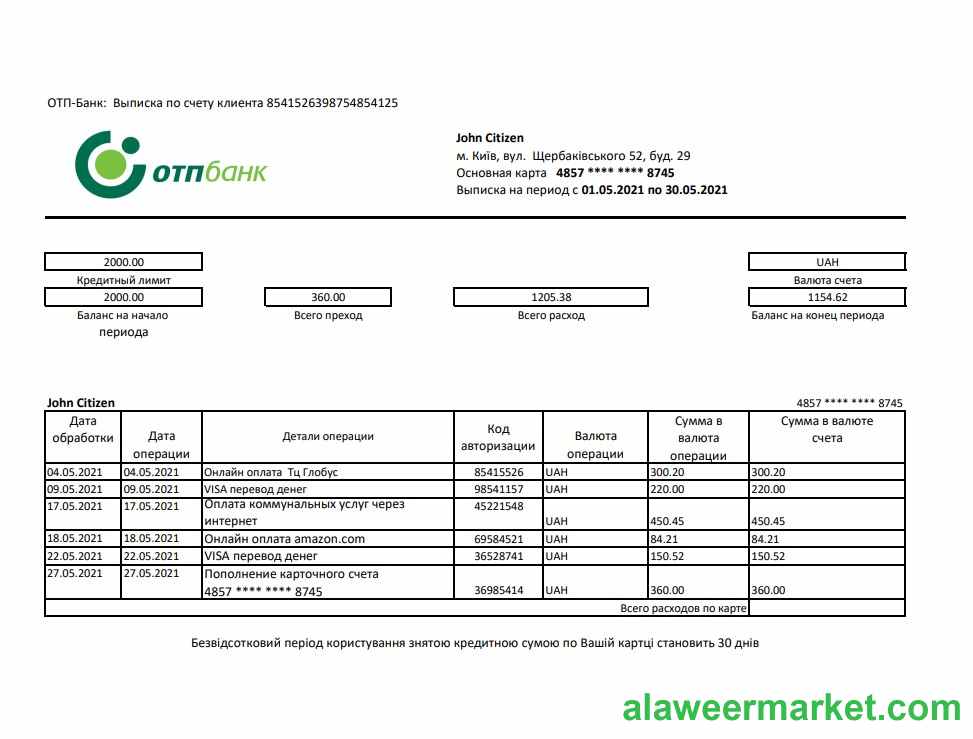 ОТП-Банк: Выписка по счету клиента 8541526398754854125
отпбанк
John Citizen
м. Київ, вул. Щербаківського 52, буд. 29
Основная карта 4857 **** **** 8745
Выписка на период с 01.05.2021 по 30.05.2021
2000.00 UAH
Кредитный лимит Валюта счета
2000.00 360.00 1205.38 1154.62
Баланс на начало Всего преход Всего расход Баланс на конец периода
периода
John Citizen 4857 **** **** 8745
Дата обработки Дата операции Детали операции Код авторизации Валюта операции Сумма в валюта операции Сумма в валюте счета
04.05.2021 04.05.2021 Онлайн оплата Тц Глобус 85415526 UAH 300.20 300.20
09.05.2021 09.05.2021 VISA перевод денег 98541157 UAH 220.00 220.00
17.05.2021 17.05.2021 Оплата коммунальных услуг через 45221548
интернет UAH 450.45 450.45
18.05.2021 18.05.2021 Онлайн оплата amazon.com 69584521 UAH 84.21 84.21
22.05.2021 22.05.2021 VISA перевод денег 36528741 UAH 150.52 150.52
27.05.2021 27.05.2021 Пополнение карточного счета
4857 **** **** 8745 36985414 UAH 360.00 360.00
Всего расходов по карте
Безвідсотковий період користування знятою кредитною сумою по Вашій картці становить 30 днів
alaweermarket.com